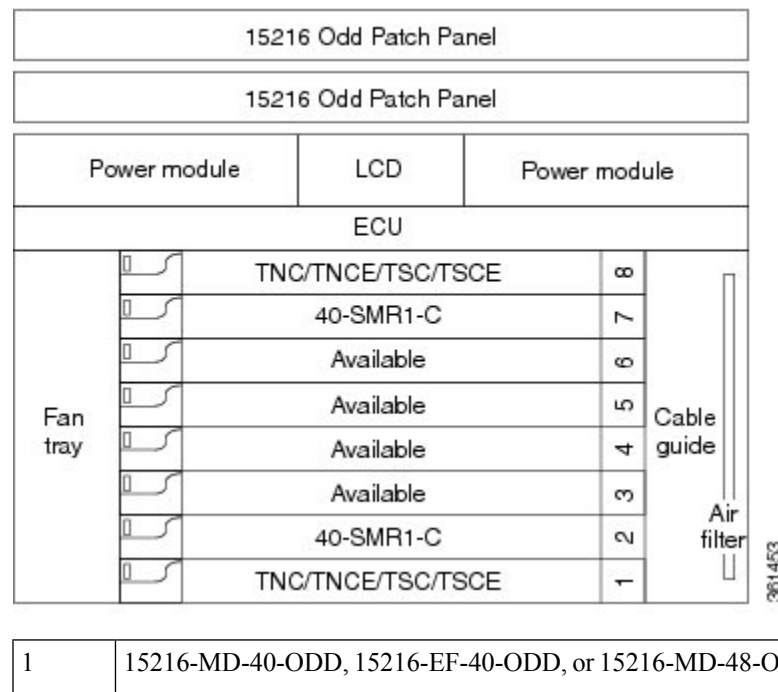 15216 Odd Patch Panel
15216 Odd Patch Panel
Power module LCD Power module
ECU
TNC/TNCE/TSC/TSCE 8
40-SMR1-C 7
Available 6
Available 5
Available 4
Available 3
40-SMR1-C 2
TNC/TNCE/TSC/TSCE 1
Fan
tray
Cable
guide
Air
filter
361453
1 15216-MD-40-ODD, 15216-EF-40-ODD, or 15216-MD-48-O